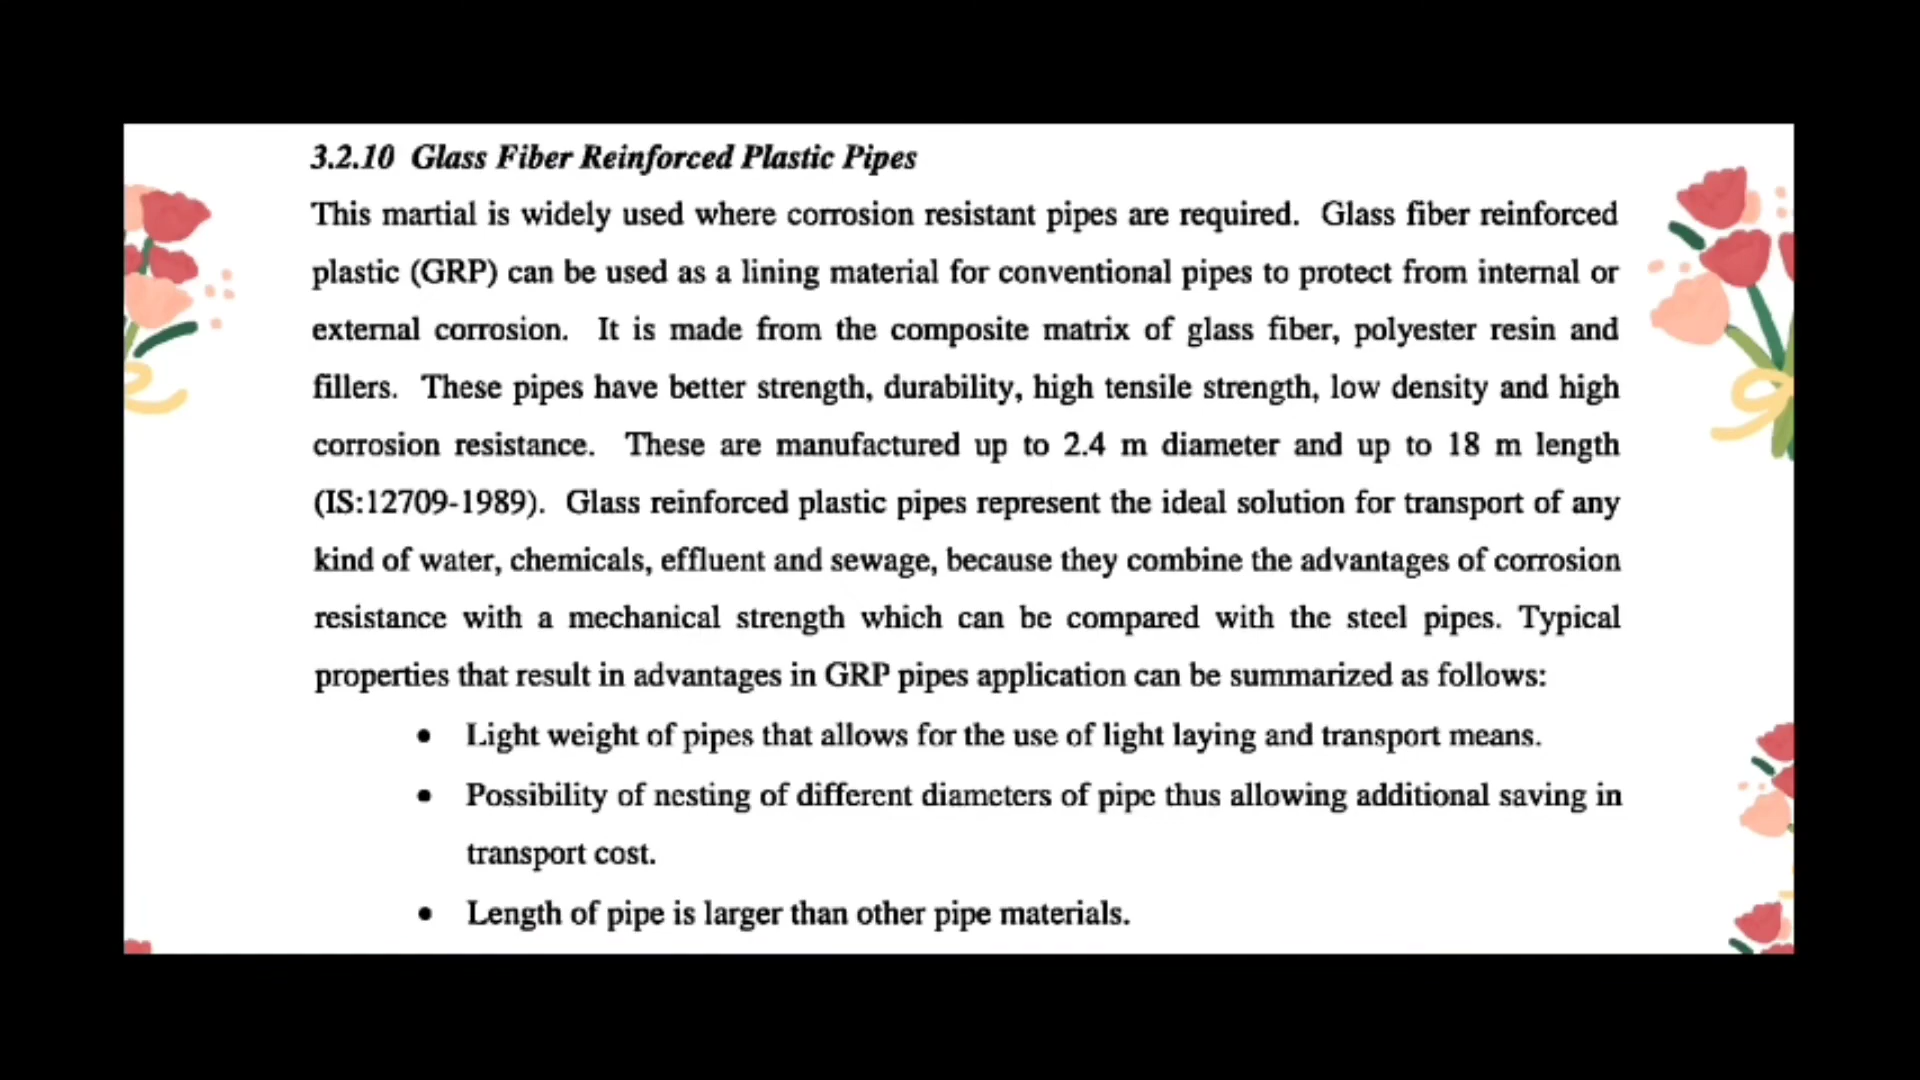 3.2.10 Glass Fiber Reinforced Plastic Pipes
This martial is widely used where corrosion resistant pipes are required. Glass fiber reinforced
plastic (GRP) can be used as a lining material for conventional pipes to protect from internal or
external corrosion. It is made from the composite matrix of glass fiber, polyester resin and
fillers. These pipes have better strength, durability, high tensile strength, low density and high
corrosion resistance. These are manufactured up to 2.4 m diameter and up to 18 m length
(IS:12709-1989). Glass reinforced plastic pipes represent the ideal solution for transport of any
kind of water, chemicals, effluent and sewage, because they combine the advantages of corrosion
resistance with a mechanical strength which can be compared with the steel pipes. Typical
properties that result in advantages in GRP pipes application can be summarized as follows:
• Light weight of pipes that allows for the use of light laying and transport means.
• Possibility of nesting of different diameters of pipe thus allowing additional saving in
transport cost.
• Length of pipe is larger than other pipe materials.